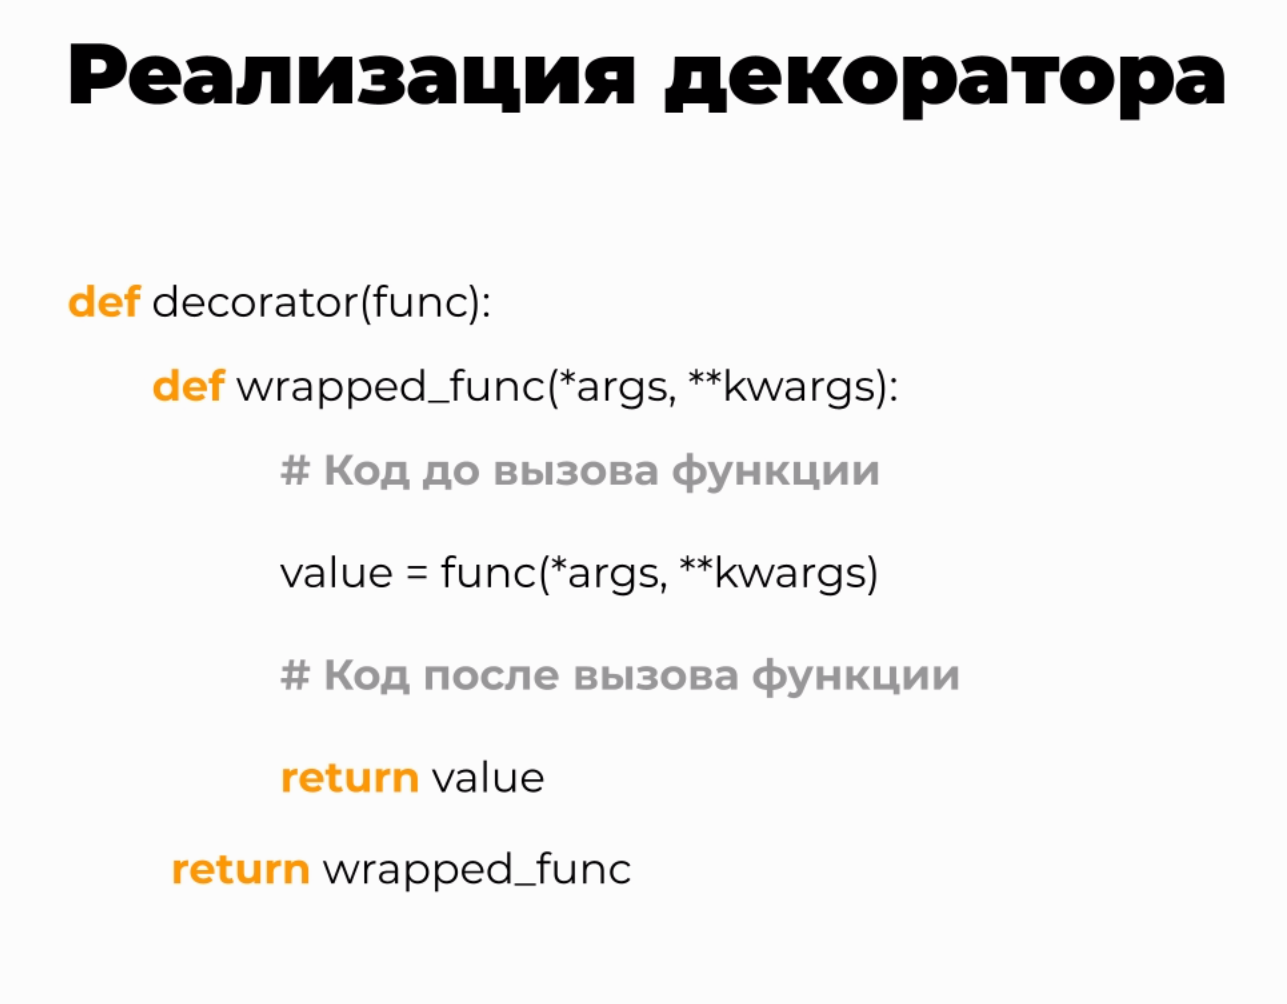 Реализация декоратора
def decorator(func):
def wrapped_func(*args, **kwargs):
# Код до вызова функции
value = func(*args, **kwargs)
# Код после вызова функции
return value
return wrapped_func